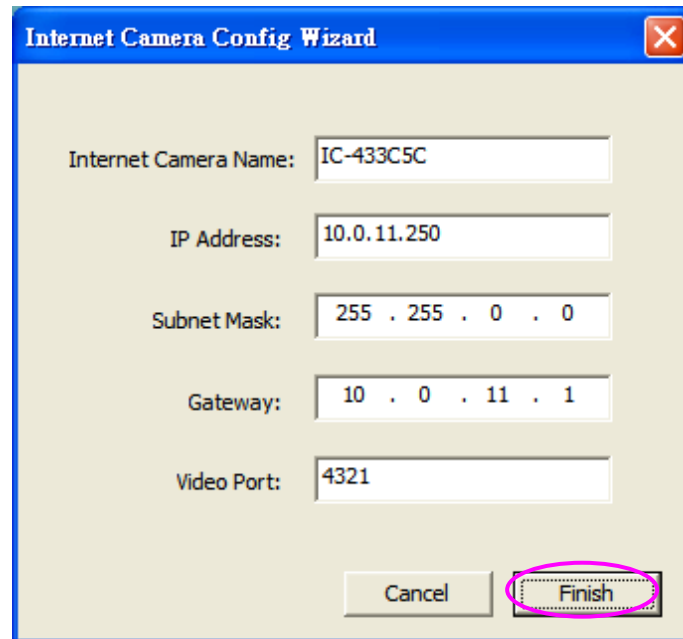 Internet Camera Config Wizard
Internet Camera Name: IC-433C5C
IP Address: 10.0.11.250
Subnet Mask: 255 . 255 . 0 . 0
Gateway: 10 . 0 . 11 . 1
Video Port: 4321
Cancel Finish